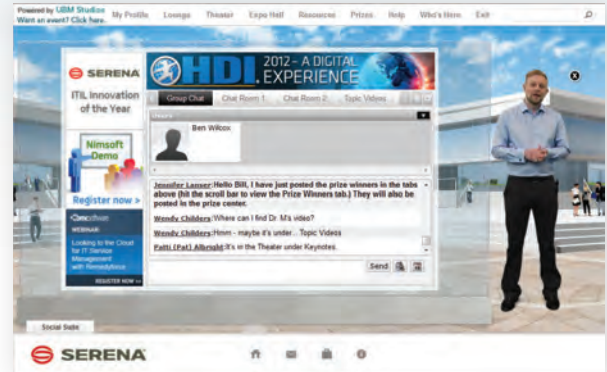 Powered by UBM Studios
Want an event? Click here.
My Profile Lounge Theater Expo Hall Resources Prizes Help Who's Here Exit
SERENA
ITIL Innovation
of the Year
HDI 2012 – A DIGITAL
EXPERIENCE
Group Chat Chat Room 1 Chat Room 2 Topic Videos
Users
Ben Wilcox
Nimsoft
Demo
Register now >
Jennifer Lanser:Hello Bill, I have just posted the prize winners in the tabs
above (hit the scroll bar to view the Prize Winners tab.) They will also be
posted in the prize center.
Wendy Childers:Where can I find Dr. M's video?
Wendy Childers:Hmm - maybe it's under... Topic Videos
Patti (Pat) Albright:It's in the Theater under Keynotes.
Send
bmcsoftware
WEBINAR:
Looking to the Cloud
for IT Service
Management
with Remedyforce
REGISTER NOW >>
Social Suite
SERENA